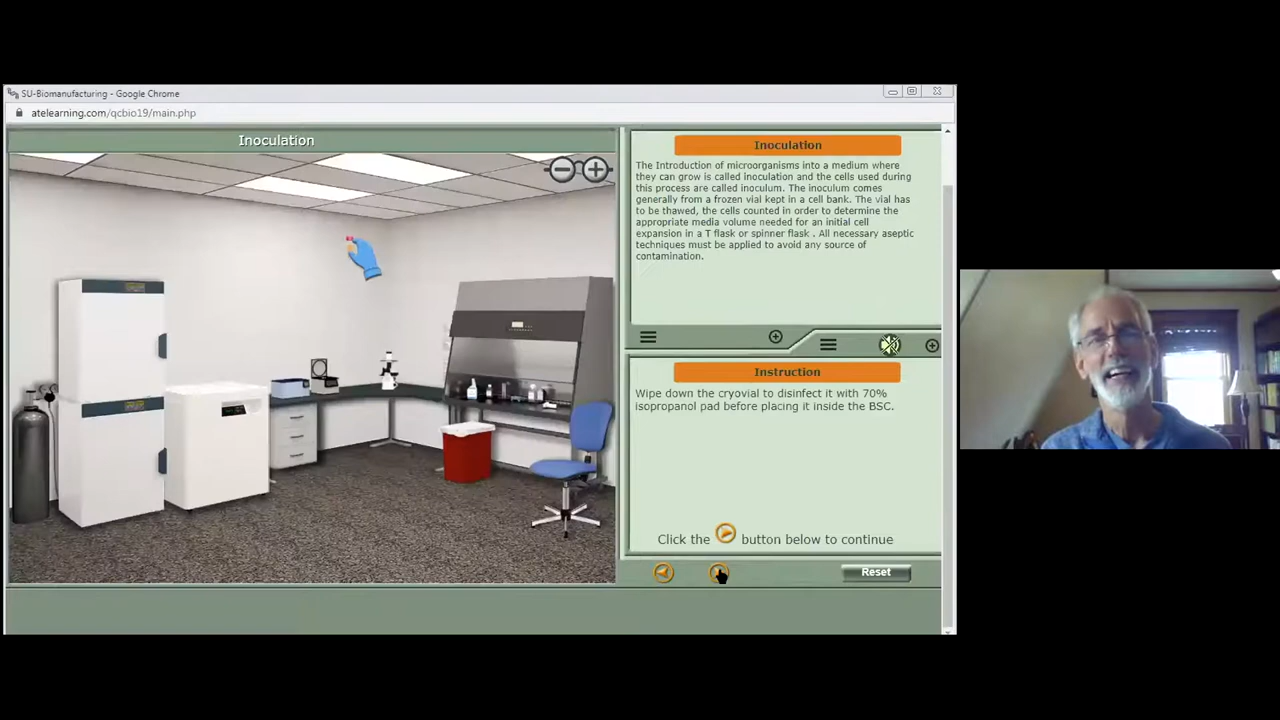 SU-Biomanufacturing - Google Chrome
atelearning.com/qcbio19/main.php
Inoculation
Inoculation
The Introduction of microorganisms into a medium where
they can grow is called inoculation and the cells used during
this process are called inoculum. The inoculum comes
generally from a frozen vial kept in a cell bank. The vial has
to be thawed, the cells counted in order to determine the
appropriate media volume needed for an initial cell
expansion in a T flask or spinner flask . All necessary aseptic
techniques must be applied to avoid any source of
contamination.
Instruction
Wipe down the cryovial to disinfect it with 70%
isopropanol pad before placing it inside the BSC.
Click the button below to continue
Reset